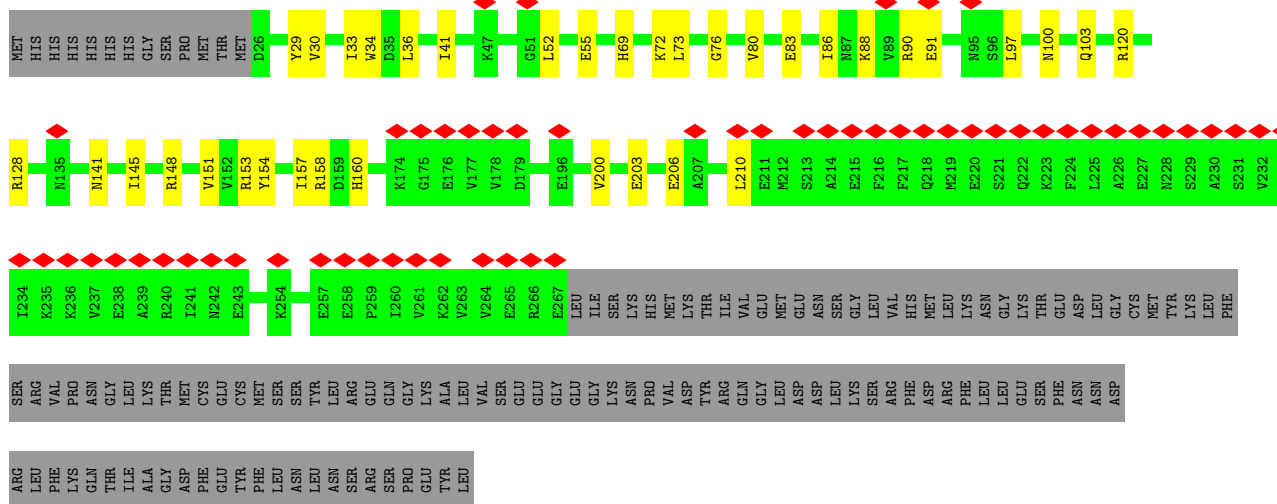 MET HIS HIS HIS HIS HIS HIS GLY SER PRO MET THR MET D26 Y29 V30 I33 W34 D35 L36 I41 K47 G51 L52 E55 H69 K72 L73 G76 V80 E83 I86 N87 K88 V89 R90 E91 N95 S96 L97 N100 Q103 R120
R128 N135 N141 I145 R148 V151 V152 R153 Y154 I157 R158 D159 H160 K174 G175 E176 V177 V178 D179 E196 V200 E203 E206 A207 L210 E211 M212 S213 A214 E215 F216 F217 Q218 M219 E220 S221 Q222 K223 F224 L225 A226 E227 N228 S229 A230 S231 V232
I234 K235 K236 V237 E238 A239 R240 I241 N242 E243 K254 E257 E258 P259 I260 V261 K262 V263 V264 E265 R266 E267 LEU ILE SER LYS HIS MET LYS THR ILE VAL GLU MET GLU ASN SER GLY LEU VAL HIS MET LEU LYS ASN GLY LYS THR GLU ASP LEU GLY CYS MET TYR LYS LEU PHE
SER ARG VAL PRO ASN GLY LEU LYS THR MET CYS GLU CYS MET SER SER TYR LEU ARG GLU GLN GLY LYS ALA LEU VAL SER GLU GLU GLY GLU GLY LYS ASN PRO VAL ASP TYR ARG GLN GLY LEU ASP ASP LEU LYS SER ARG PHE ASP ARG PHE LEU LEU GLU SER PHE ASN ASN ASP
ARG LEU PHE LYS GLN THR ILE ALA GLY ASP PHE GLU TYR PHE LEU ASN LEU ASN SER ARG SER PRO GLU TYR LEU